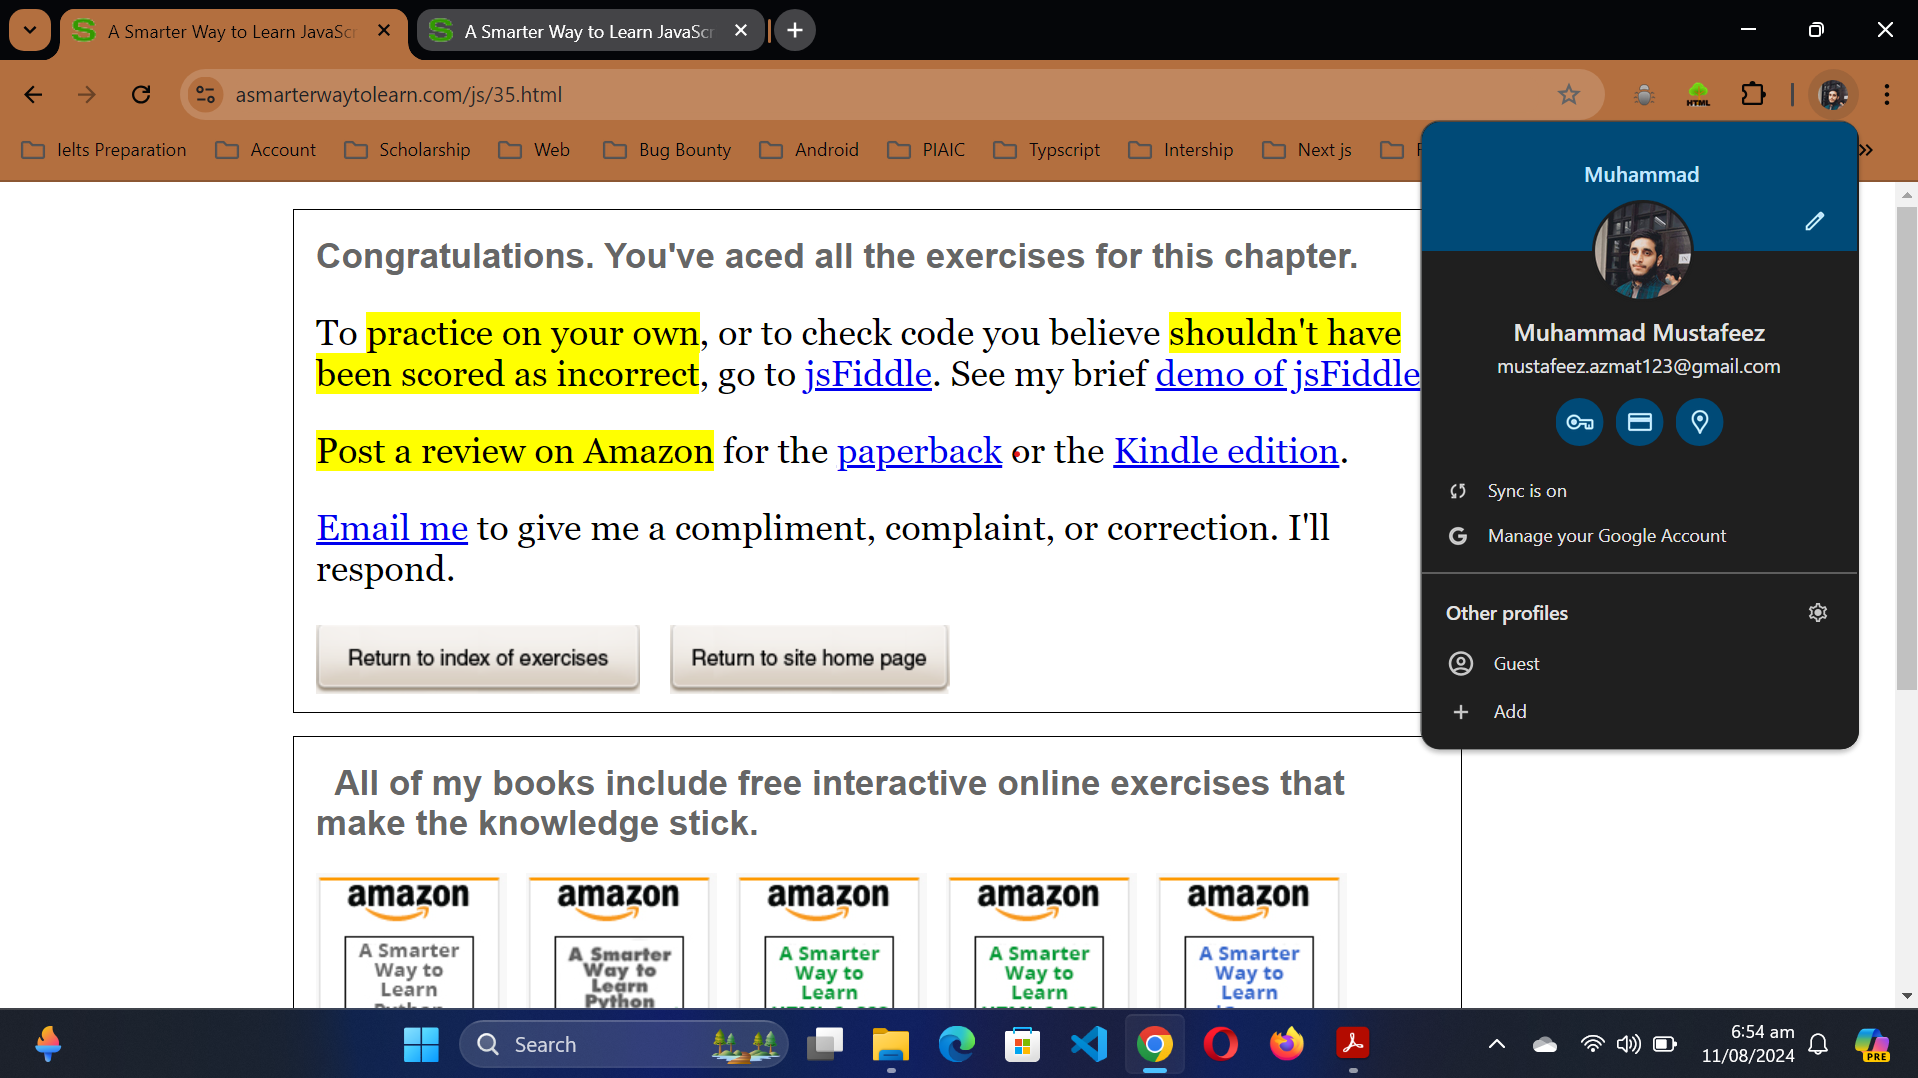 A Smarter Way to Learn JavaScr
A Smarter Way to Learn JavaScr
asmarterwaytolearn.com/js/35.html
HTML
Ielts Preparation
Account
Scholarship
Web
Bug Bounty
Android
PIAIC
Typscript
Intership
Next js
Muhammad
Muhammad Mustafeez
mustafeez.azmat123@gmail.com
Sync is on
Manage your Google Account
Other profiles
Guest
Add
Congratulations. You've aced all the exercises for this chapter.
To practice on your own, or to check code you believe shouldn't have
been scored as incorrect, go to jsFiddle. See my brief demo of jsFiddle
Post a review on Amazon for the paperback or the Kindle edition.
Email me to give me a compliment, complaint, or correction. I'll
respond.
Return to index of exercises
Return to site home page
All of my books include free interactive online exercises that
make the knowledge stick.
amazon
A Smarter
Way to
Learn
Python
amazon
A Smarter
Way to
Learn
Python
amazon
A Smarter
Way to
Learn
amazon
A Smarter
Way to
Learn
amazon
A Smarter
Way to
Learn
Search
6:54 am
11/08/2024
PRE